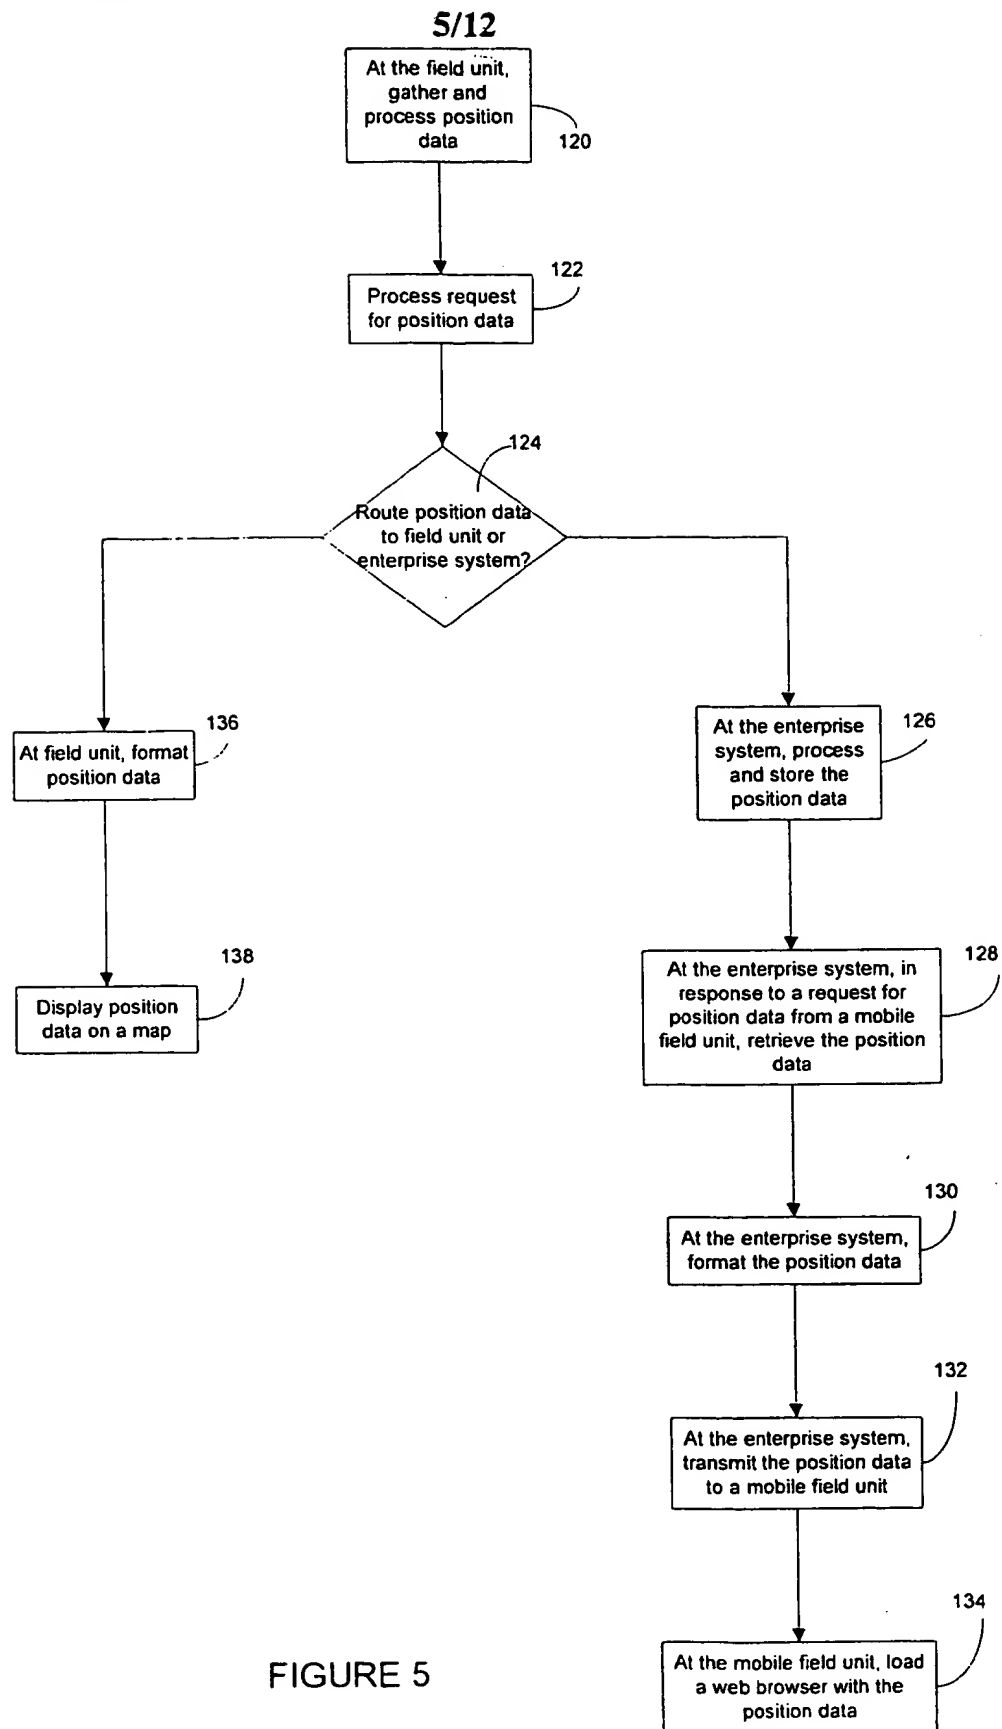 5/12
At the field unit,
gather and
process position
data
120
122
Process request
for position data
124
Route position data
to field unit or
enterprise system?
136
At field unit, format
position data
126
At the enterprise
system, process
and store the
position data
138
Display position
data on a map
128
At the enterprise system, in
response to a request for
position data from a mobile
field unit, retrieve the position
data
130
At the enterprise system,
format the position data
132
At the enterprise system,
transmit the position data
to a mobile field unit
134
At the mobile field unit, load
a web browser with the
position data
FIGURE 5